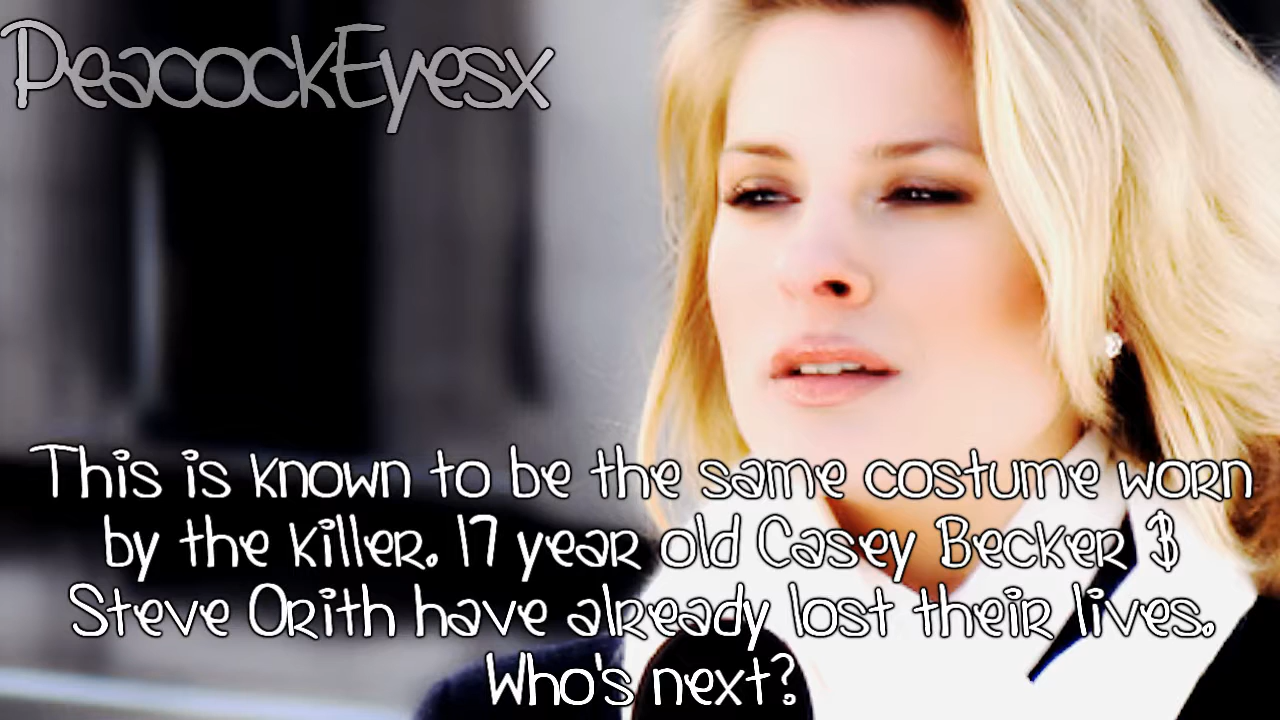 PeacockEyesx
This is known to be the same costume worn
by the killer. 17 year old Casey Becker &
Steve Orith have already lost their lives.
Who's next?